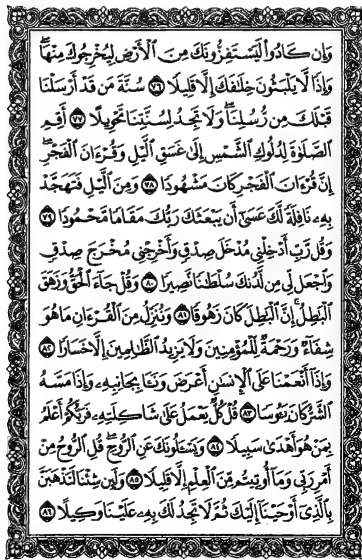 وَإِن كَادُوا۟ لَيَسْتَفِزُّونَكَ مِنَ ٱلْأَرْضِ لِيُخْرِجُوكَ مِنْهَا ۖ
وَإِذًا لَّا يَلْبَثُونَ خِلَٰفَكَ إِلَّا قَلِيلًا ٧٦ سُنَّةَ مَن قَدْ أَرْسَلْنَا
قَبْلَكَ مِن رُّسُلِنَا ۖ وَلَا تَجِدُ لِسُنَّتِنَا تَحْوِيلًا ٧٧ أَقِمِ
ٱلصَّلَوٰةَ لِدُلُوكِ ٱلشَّمْسِ إِلَىٰ غَسَقِ ٱلَّيْلِ وَقُرْءَانَ ٱلْفَجْرِ ۖ
إِنَّ قُرْءَانَ ٱلْفَجْرِ كَانَ مَشْهُودًا ٧٨ وَمِنَ ٱلَّيْلِ فَتَهَجَّدْ
بِهِۦ نَافِلَةً لَّكَ عَسَىٰٓ أَن يَبْعَثَكَ رَبُّكَ مَقَامًا مَّحْمُودًا ٧٩
وَقُل رَّبِّ أَدْخِلْنِى مُدْخَلَ صِدْقٍ وَأَخْرِجْنِى مُخْرَجَ صِدْقٍ
وَٱجْعَل لِّى مِن لَّدُنكَ سُلْطَٰنًا نَّصِيرًا ٨٠ وَقُلْ جَآءَ ٱلْحَقُّ وَزَهَقَ
ٱلْبَٰطِلُ ۚ إِنَّ ٱلْبَٰطِلَ كَانَ زَهُوقًا ٨١ وَنُنَزِّلُ مِنَ ٱلْقُرْءَانِ مَا هُوَ
شِفَآءٌ وَرَحْمَةٌ لِّلْمُؤْمِنِينَ ۙ وَلَا يَزِيدُ ٱلظَّٰلِمِينَ إِلَّا خَسَارًا ٨٢
وَإِذَآ أَنْعَمْنَا عَلَى ٱلْإِنسَٰنِ أَعْرَضَ وَنَـَٔا بِجَانِبِهِۦ ۖ وَإِذَا مَسَّهُ
ٱلشَّرُّ كَانَ يَـُٔوسًا ٨٣ قُلْ كُلٌّ يَعْمَلُ عَلَىٰ شَاكِلَتِهِۦ فَرَبُّكُمْ أَعْلَمُ
بِمَنْ هُوَ أَهْدَىٰ سَبِيلًا ٨٤ وَيَسْـَٔلُونَكَ عَنِ ٱلرُّوحِ ۖ قُلِ ٱلرُّوحُ مِنْ
أَمْرِ رَبِّى وَمَآ أُوتِيتُم مِّنَ ٱلْعِلْمِ إِلَّا قَلِيلًا ٨٥ وَلَئِن شِئْنَا لَنَذْهَبَنَّ
بِٱلَّذِىٓ أَوْحَيْنَآ إِلَيْكَ ثُمَّ لَا تَجِدُ لَكَ بِهِۦ عَلَيْنَا وَكِيلًا ٨٦